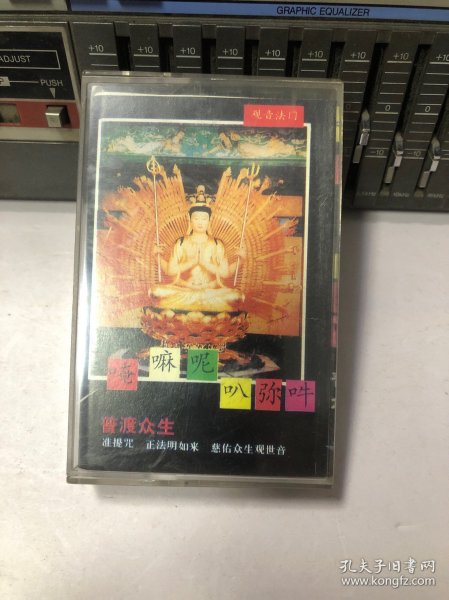 GRAPHIC EQUALIZER
ADJUST
PUSH
+10 +10 +10 +10 +10 +10 +10
观音法门
唵嘛呢
叭弥吽
普渡众生
准提咒 正法明如来 慈佑众生观世音
孔夫子旧书网
www.kongfz.com